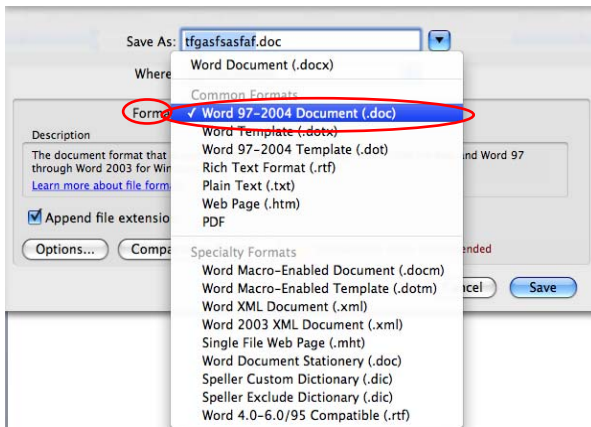 Save As: tfgasfsasfaf.doc
Where
Word Document (.docx)
Common Formats
Forma ✓ Word 97-2004 Document (.doc)
Description
Word Template (.dotx)
The document format that
Word 97-2004 Template (.dot)
nd Word 97
through Word 2003 for Win
Rich Text Format (.rtf)
Learn more about file forma
Plain Text (.txt)
Web Page (.htm)
Append file extensio
PDF
Options... Compa
Specialty Formats
ended
Word Macro-Enabled Document (.docm)
Word Macro-Enabled Template (.dotm)
ncel Save
Word XML Document (.xml)
Word 2003 XML Document (.xml)
Single File Web Page (.mht)
Word Document Stationery (.doc)
Speller Custom Dictionary (.dic)
Speller Exclude Dictionary (.dic)
Word 4.0-6.0/95 Compatible (.rtf)